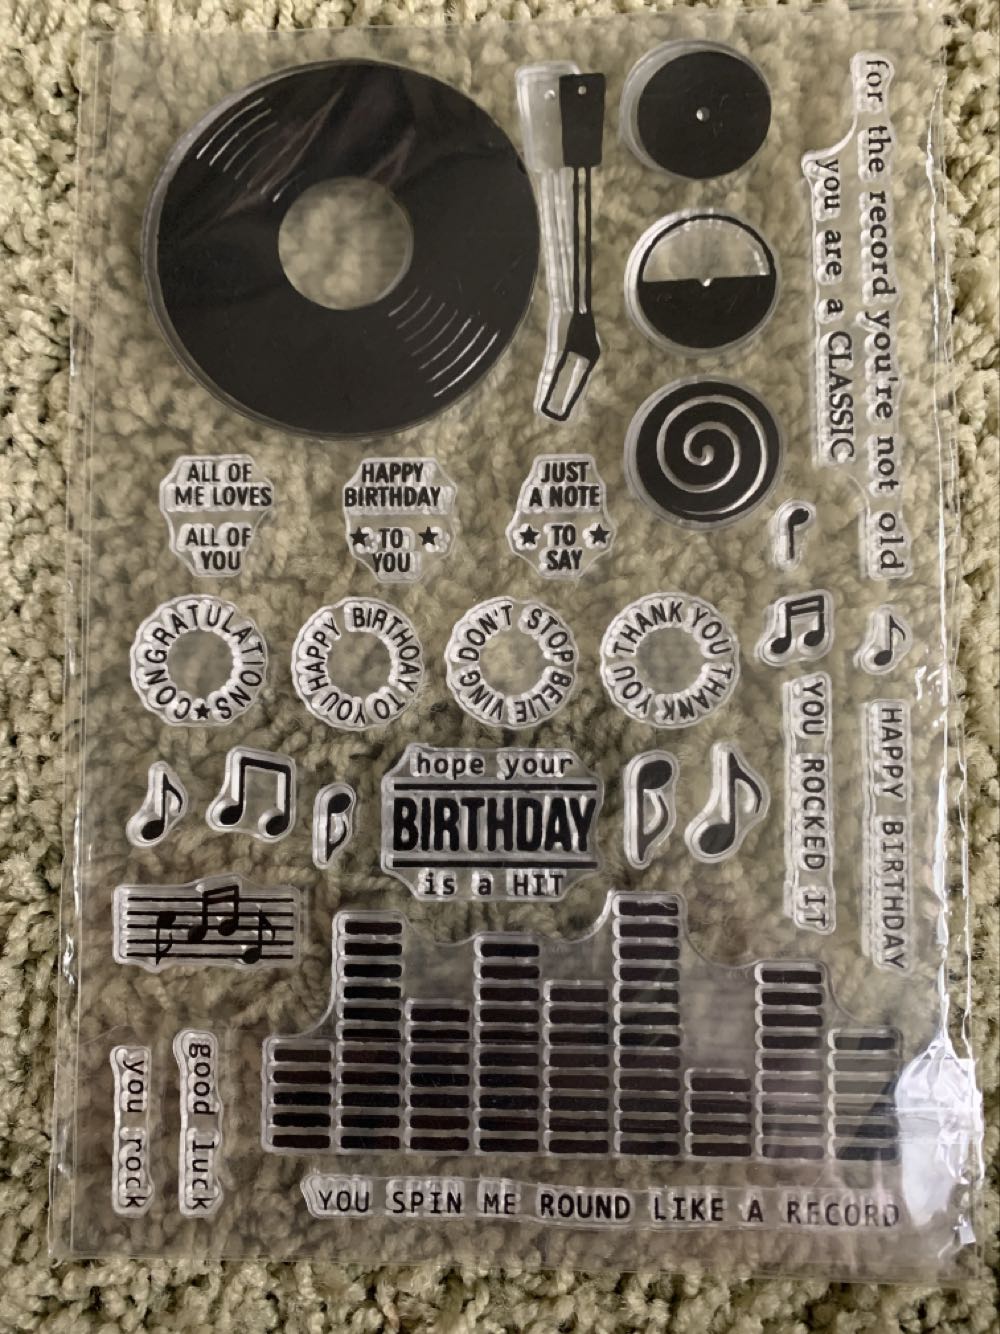 for the record you're not old
you are a CLASSIC
ALL OF
ME LOVES
ALL OF
YOU
HAPPY
BIRTHDAY
★ TO ★
YOU
JUST
A NOTE
★ TO ★
SAY
CONGRATULATIONS ★
HAPPY BIRTHDAY TO YOU
DON'T STOP BELIEVING
THANK YOU THANK YOU
YOU ROCKED IT
HAPPY BIRTHDAY
hope your
BIRTHDAY
is a HIT
good luck
you rock
YOU SPIN ME ROUND LIKE A RECORD